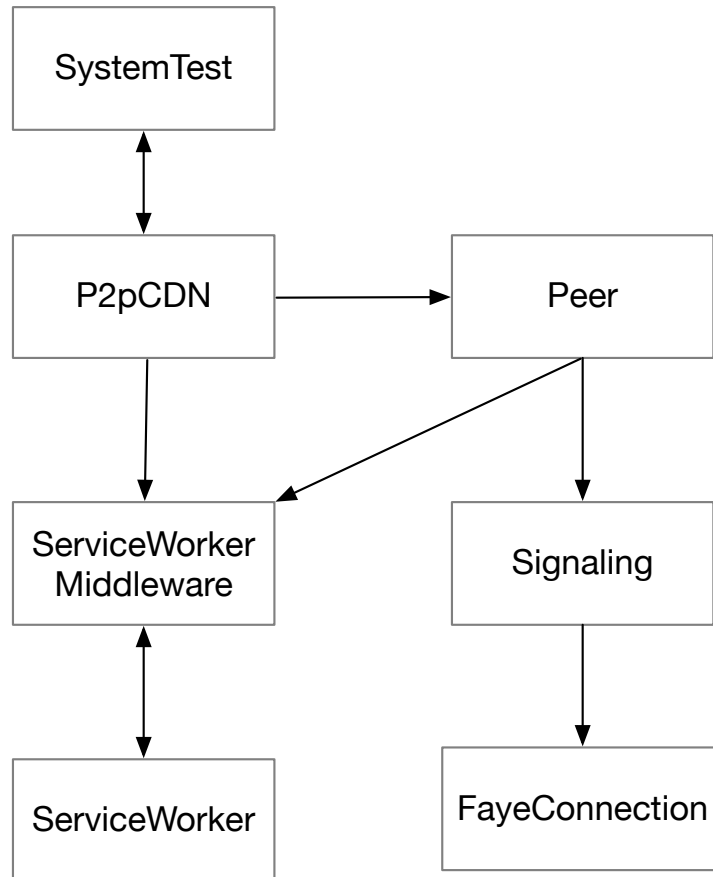 SystemTest
P2pCDN
Peer
ServiceWorker
Middleware
Signaling
ServiceWorker
FayeConnection